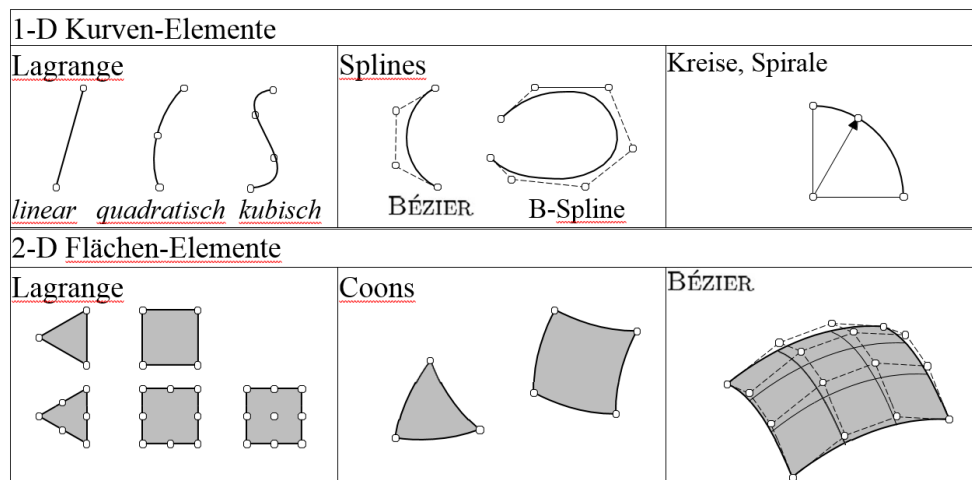 1-D Kurven-Elemente
Lagrange
linear quadratisch kubisch
Splines
BÉZIER B-Spline
Kreise, Spirale
2-D Flächen-Elemente
Lagrange
Coons
BÉZIER